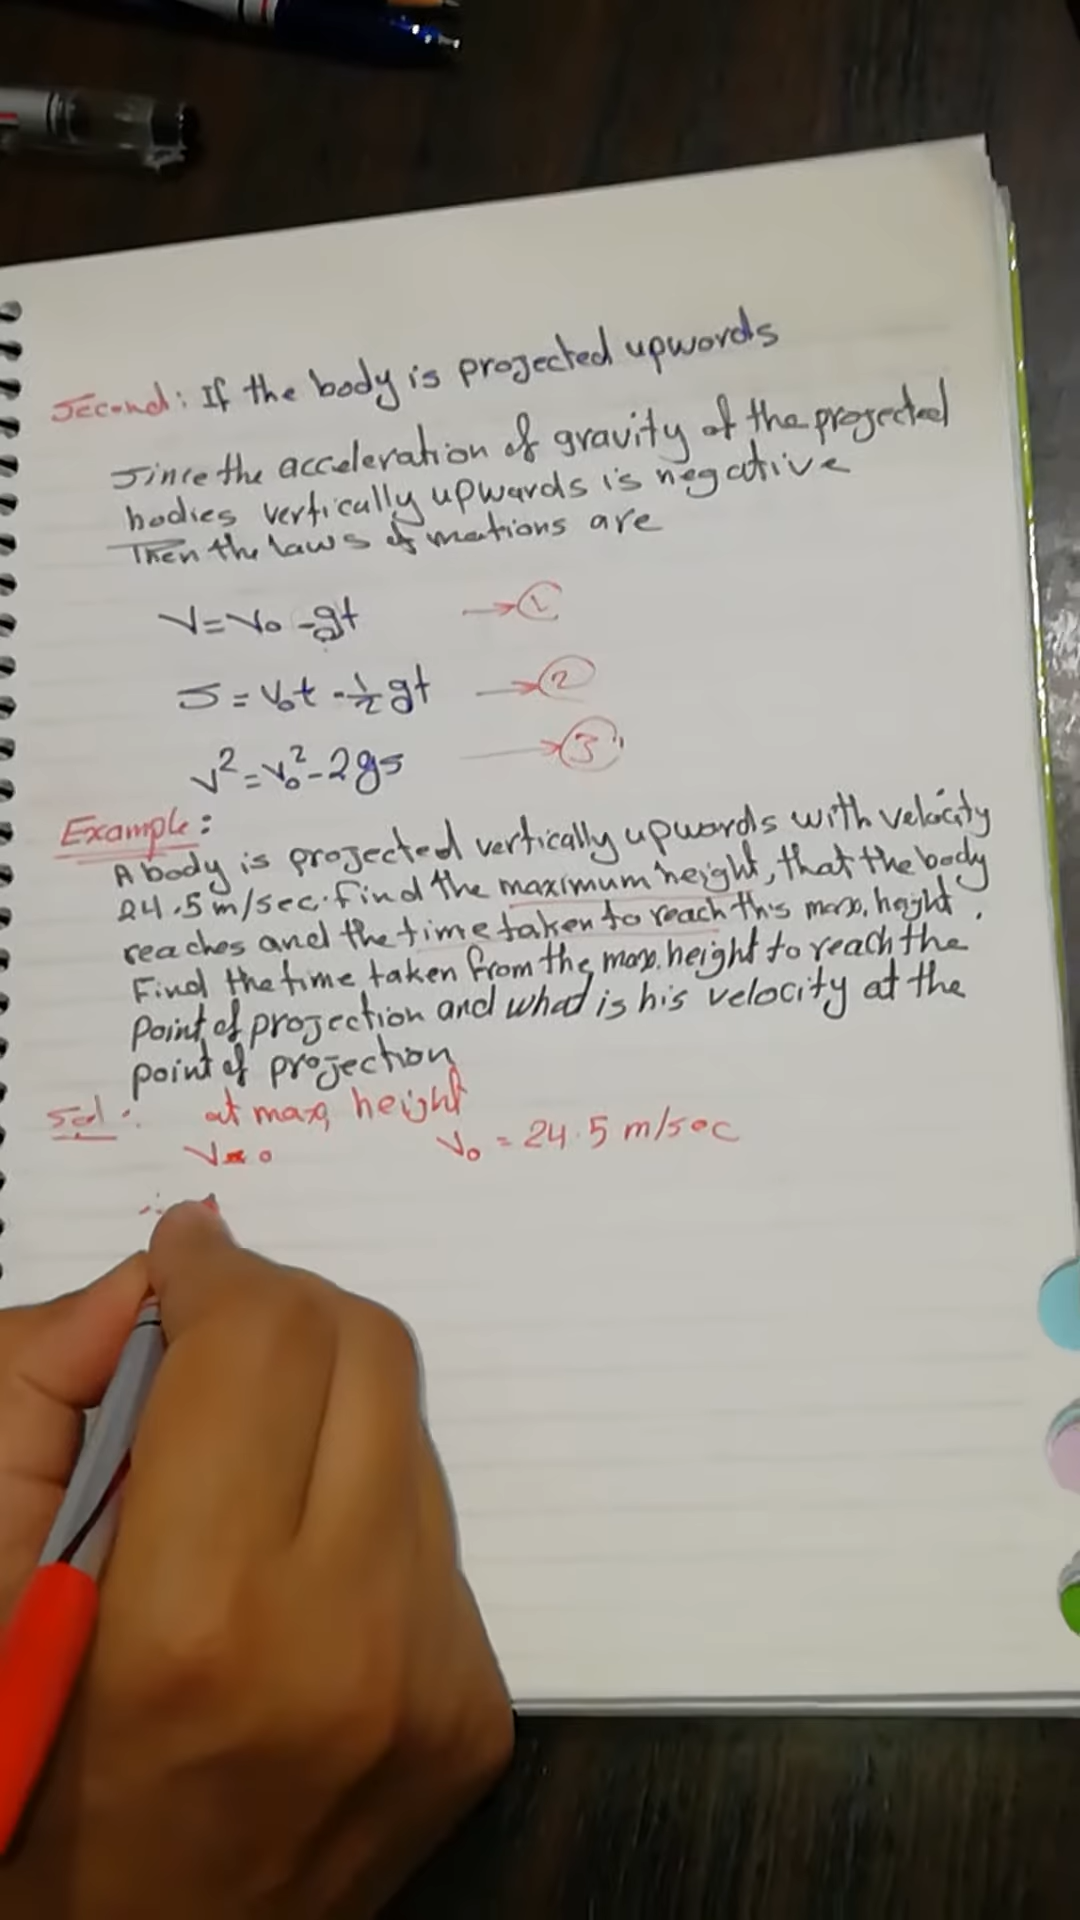 Second: If the body is projected upwords
Since the acceleration of gravity of the projected
bodies vertically upwards is negative
Then the laws of motions are
V=V₀ -gt → ①
S = V₀t - ½ gt → ②
V² = V₀² - 2gs → ③
Example:
A body is projected vertically upwords with velocity
24.5 m/sec. find the maximum height, that the body
reaches and the time taken to reach this max, height.
Find the time taken from the max. height to reach the
Point of projection and what is his velocity at the
point of projection
Sol: at max, height
V = 0 V₀ = 24.5 m/sec